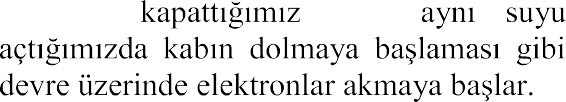 kapattığımız aynı suyu
açtığımızda kabın dolmaya başlaması gibi
devre üzerinde elektronlar akmaya başlar.